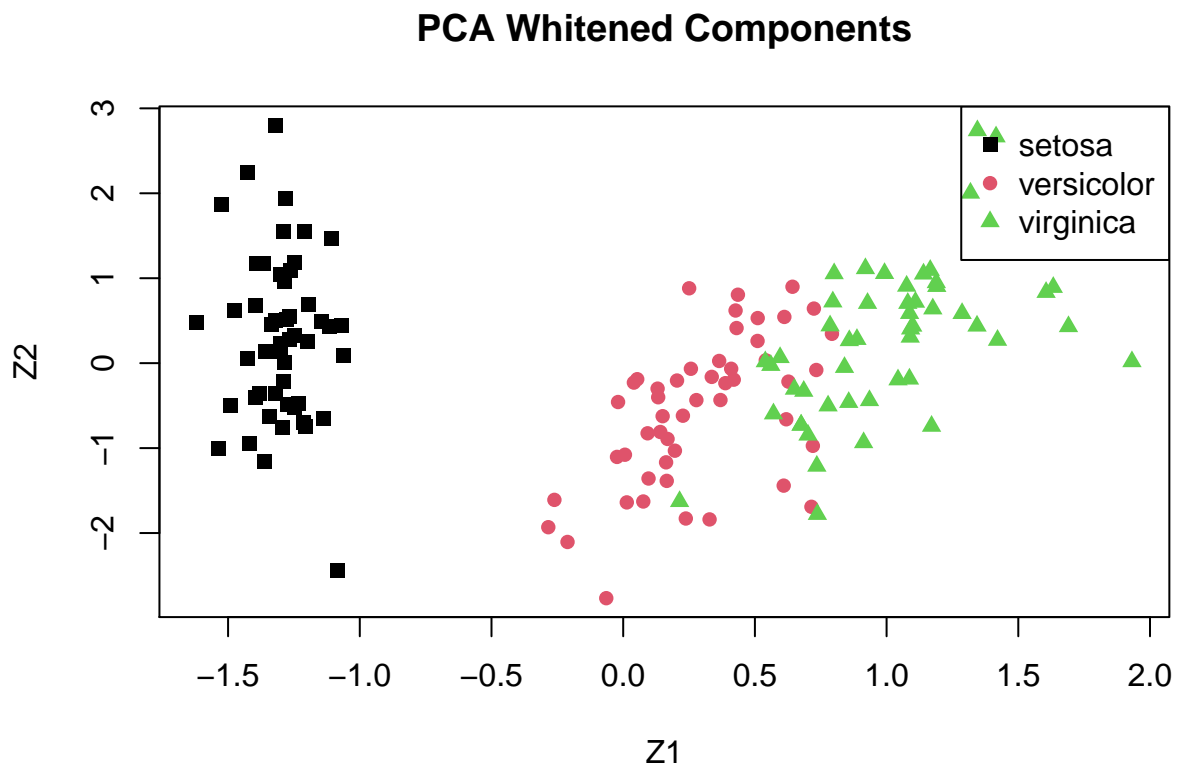 PCA Whitened Components
Z2
3
2
1
0
−1
−2
setosa
versicolor
virginica
−1.5 −1.0 −0.5 0.0 0.5 1.0 1.5 2.0
Z1